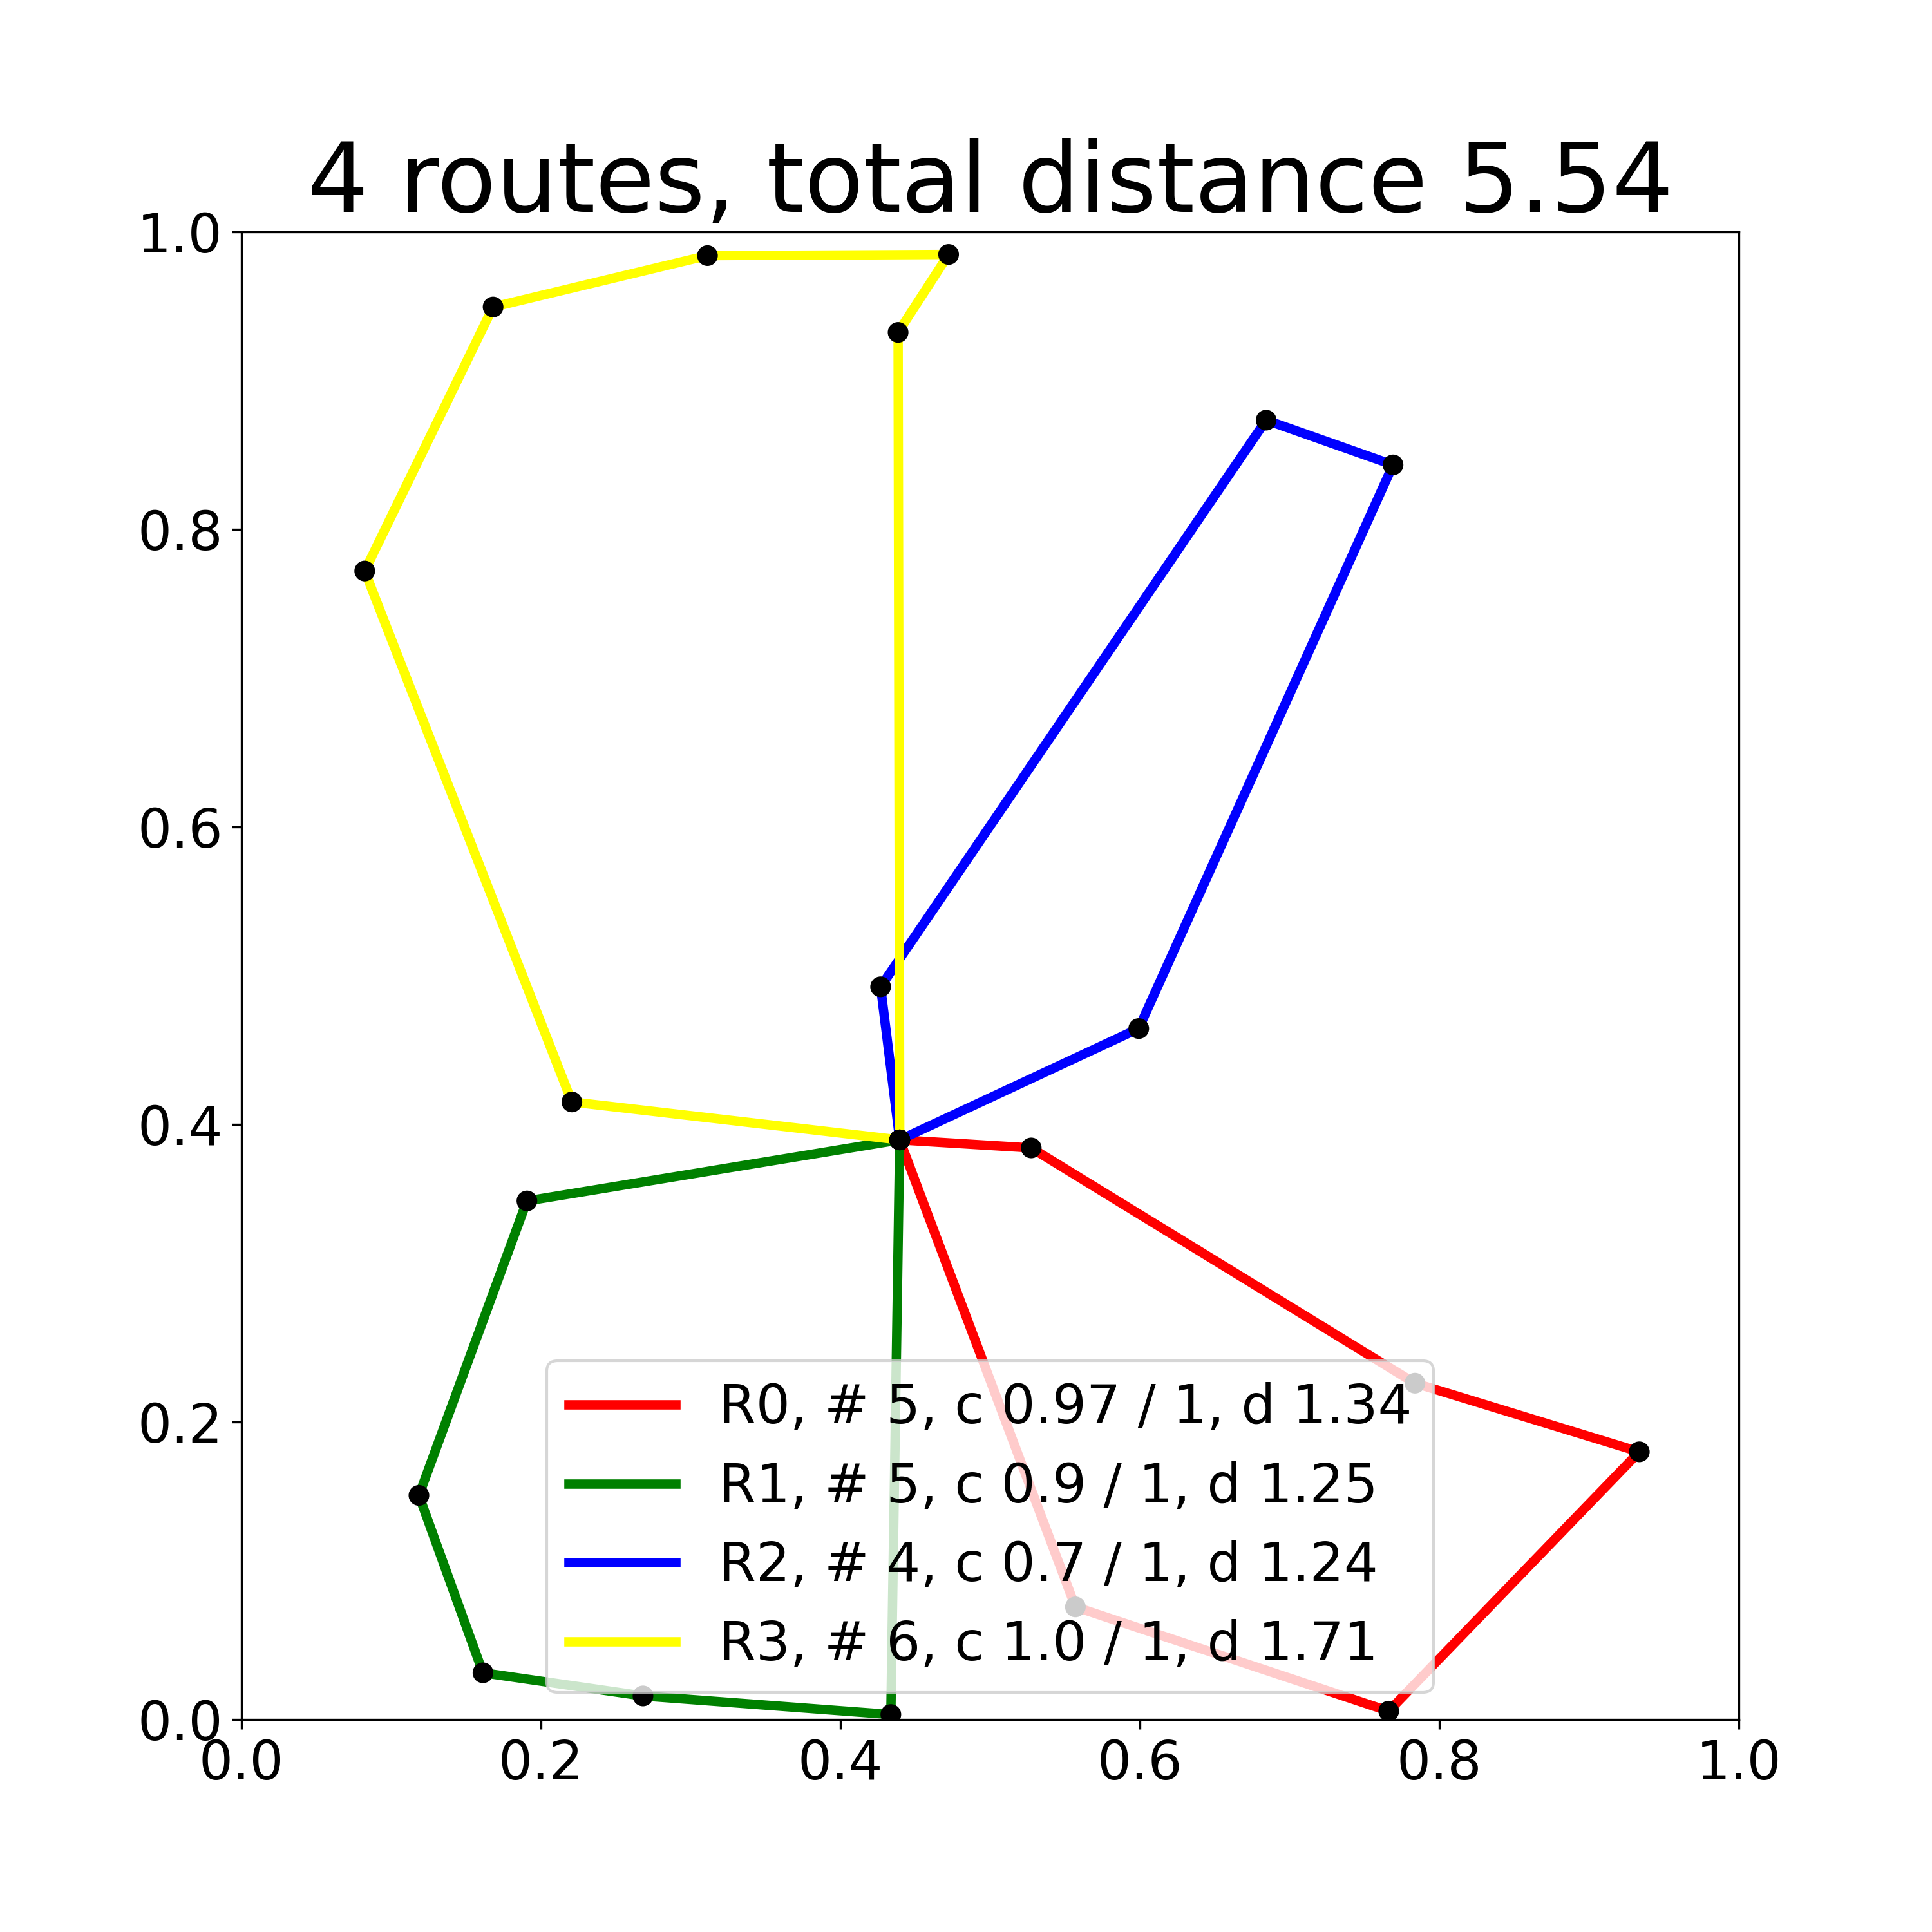 4 routes, total distance 5.54
1.0
0.8
0.6
0.4
0.2
0.0
R0, # 5, c 0.97 / 1, d 1.34
R1, # 5, c 0.9 / 1, d 1.25
R2, # 4, c 0.7 / 1, d 1.24
R3, # 6, c 1.0 / 1, d 1.71
0.0 0.2 0.4 0.6 0.8 1.0